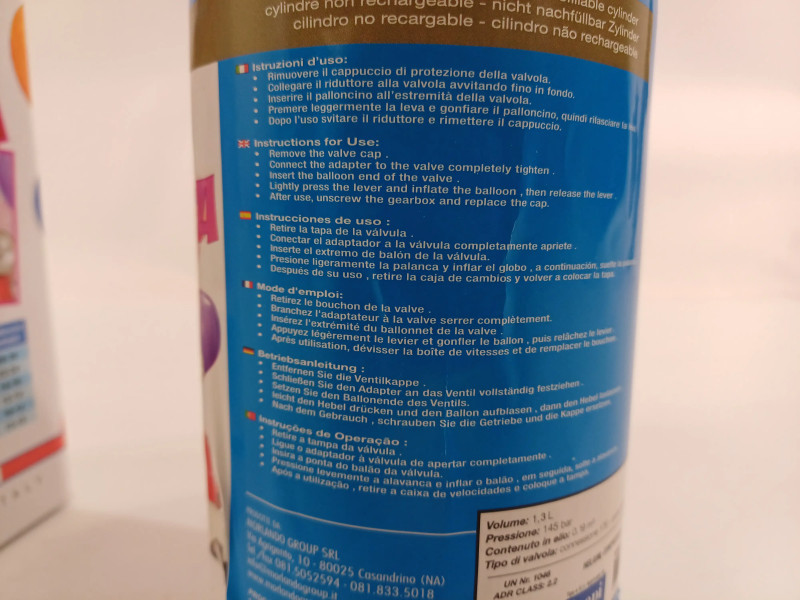 cylindre non rechargeable - nicht nachfüllbar Zylinder
cilindro no recargable - cilindro não rechargeable
Istruzioni d'uso:
• Rimuovere il cappuccio di protezione della valvola.
• Collegare il riduttore alla valvola avvitando fino in fondo.
• Inserire il palloncino all'estremità della valvola.
• Premere leggermente la leva e gonfiare il palloncino, quindi rilasciare la
• Dopo l'uso svitare il riduttore e rimettere il cappuccio.
Instructions for Use:
• Remove the valve cap .
• Connect the adapter to the valve completely tighten .
• Insert the balloon end of the valve .
• Lightly press the lever and inflate the balloon , then release the lever .
• After use, unscrew the gearbox and replace the cap.
Instrucciones de uso :
• Retire la tapa de la válvula .
• Conectar el adaptador a la válvula completamente apriete .
• Inserte el extremo de balón de la válvula.
• Presione ligeramente la palanca y inflar el globo , a continuación, suelte la
• Después de su uso , retire la caja de cambios y volver a colocar la tapa.
Mode d'emploi:
• Retirez le bouchon de la valve .
• Branchez l'adaptateur à la valve serrer complètement.
• Insérez l'extrémité du ballonnet de la valve .
• Appuyez légèrement le levier et gonfler le ballon , puis relâchez le levier
• Après utilisation, dévisser la boîte de vitesses et de remplacer le bouchon
Betriebsanleitung :
• Entfernen Sie die Ventilkappe .
• Schließen Sie den Adapter an das Ventil vollständig festziehen .
• Setzen Sie den Ballonende des Ventils.
• leicht den Hebel drücken und den Ballon aufblasen , dann den Hebel
• Nach dem Gebrauch , schrauben Sie die Getriebe und die Kappe ersetzen.
Instruções de Operação :
• Retire a tampa da válvula .
• Ligue o adaptador à válvula de apertar completamente .
• Insira a ponta do balão da válvula.
• Pressione levemente a alavanca e inflar o balão , em seguida, solte a
• Após a utilização , retire a caixa de velocidades e coloque a tampa.
MORLANDO GROUP SRL
Via Agrigento, 10 - 80025 Casandrino (NA)
Tel./fax 081.5052594 - 081.833.5018
Volume: 1,3 L
Pressione: 145 bar
Contenuto in elio:
Tipo di valvola:
UN Nr. 1046
ADR CLASS: 2.2
ITALY